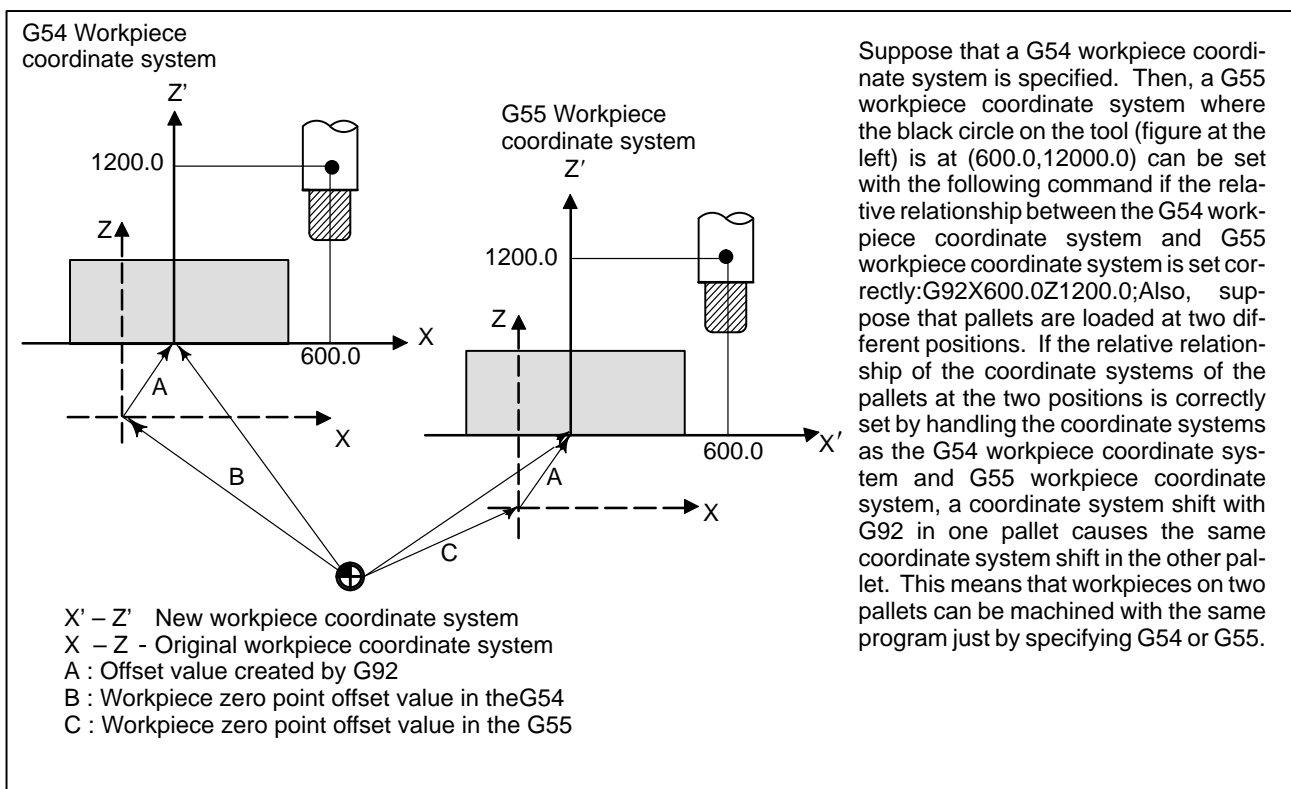 G54 Workpiece
coordinate system
Z’
1200.0
Z
X
600.0
A
X
B
G55 Workpiece
coordinate system
Z’
1200.0
Z
X’
600.0
A
X
C
X’ – Z’ New workpiece coordinate system
X – Z - Original workpiece coordinate system
A : Offset value created by G92
B : Workpiece zero point offset value in theG54
C : Workpiece zero point offset value in the G55
Suppose that a G54 workpiece coordi-
nate system is specified. Then, a G55
workpiece coordinate system where
the black circle on the tool (figure at the
left) is at (600.0,12000.0) can be set
with the following command if the rela-
tive relationship between the G54 work-
piece coordinate system and G55
workpiece coordinate system is set cor-
rectly:G92X600.0Z1200.0;Also, sup-
pose that pallets are loaded at two dif-
ferent positions. If the relative relation-
ship of the coordinate systems of the
pallets at the two positions is correctly
set by handling the coordinate systems
as the G54 workpiece coordinate sys-
tem and G55 workpiece coordinate
system, a coordinate system shift with
G92 in one pallet causes the same
coordinate system shift in the other pal-
let. This means that workpieces on two
pallets can be machined with the same
program just by specifying G54 or G55.